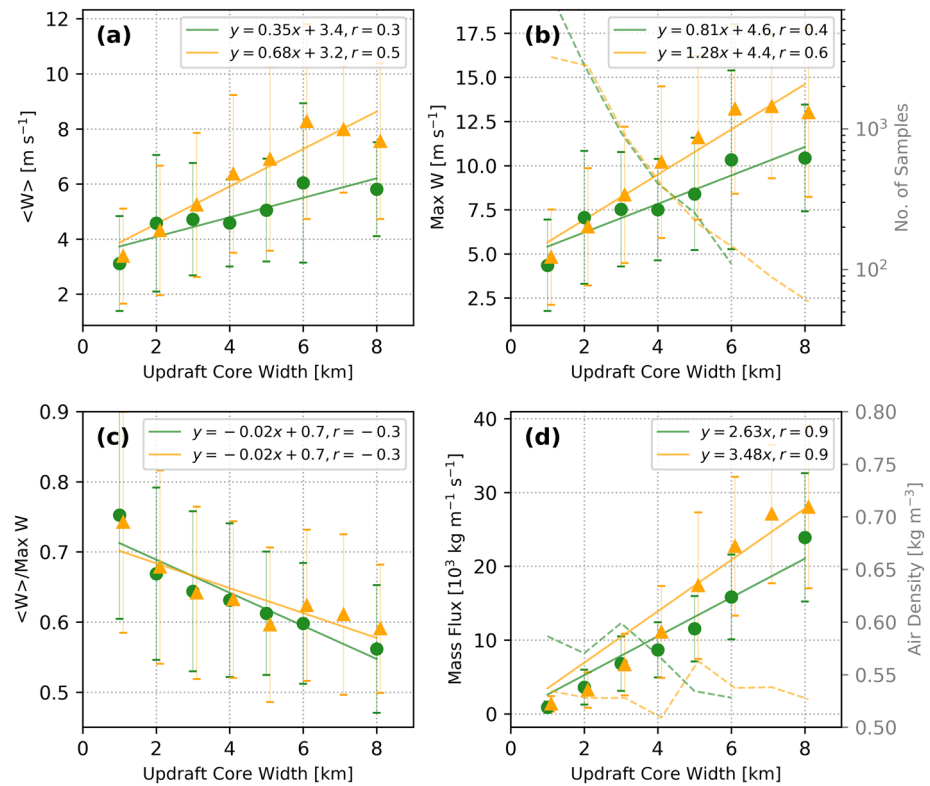 (a)
y = 0.35x + 3.4, r = 0.3
y = 0.68x + 3.2, r = 0.5
<W> [m s⁻¹]
12
10
8
6
4
2
0 2 4 6 8
Updraft Core Width [km]
(b)
y = 0.81x + 4.6, r = 0.4
y = 1.28x + 4.4, r = 0.6
Max W [m s⁻¹]
17.5
15.0
12.5
10.0
7.5
5.0
2.5
0 2 4 6 8
Updraft Core Width [km]
10³
10²
No. of Samples
(c)
y = −0.02x + 0.7, r = −0.3
y = −0.02x + 0.7, r = −0.3
<W>/Max W
0.9
0.8
0.7
0.6
0.5
0 2 4 6 8
Updraft Core Width [km]
(d)
y = 2.63x, r = 0.9
y = 3.48x, r = 0.9
Mass Flux [10³ kg m⁻¹ s⁻¹]
40
30
20
10
0
0 2 4 6 8
Updraft Core Width [km]
0.80
0.75
0.70
0.65
0.60
0.55
0.50
Air Density [kg m⁻³]